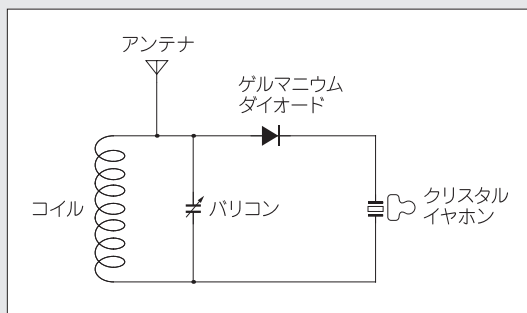 アンテナ
ゲルマニウム
ダイオード
コイル
バリコン
クリスタル
イヤホン